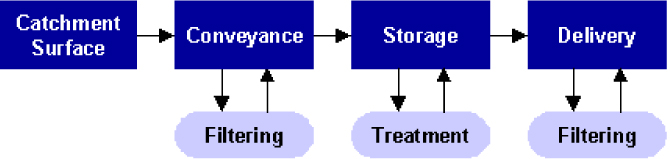 Catchment
Surface
Conveyance
Storage
Delivery
Filtering
Treatment
Filtering